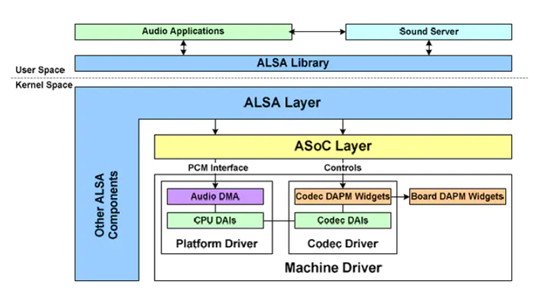 Audio Applications
Sound Server
ALSA Library
User Space
Kernel Space
ALSA Layer
ASoC Layer
PCM Interface
Controls
Other ALSA
Components
Audio DMA
Codec DAPM Widgets
Board DAPM Widgets
CPU DAIs
Codec DAIs
Platform Driver
Codec Driver
Machine Driver